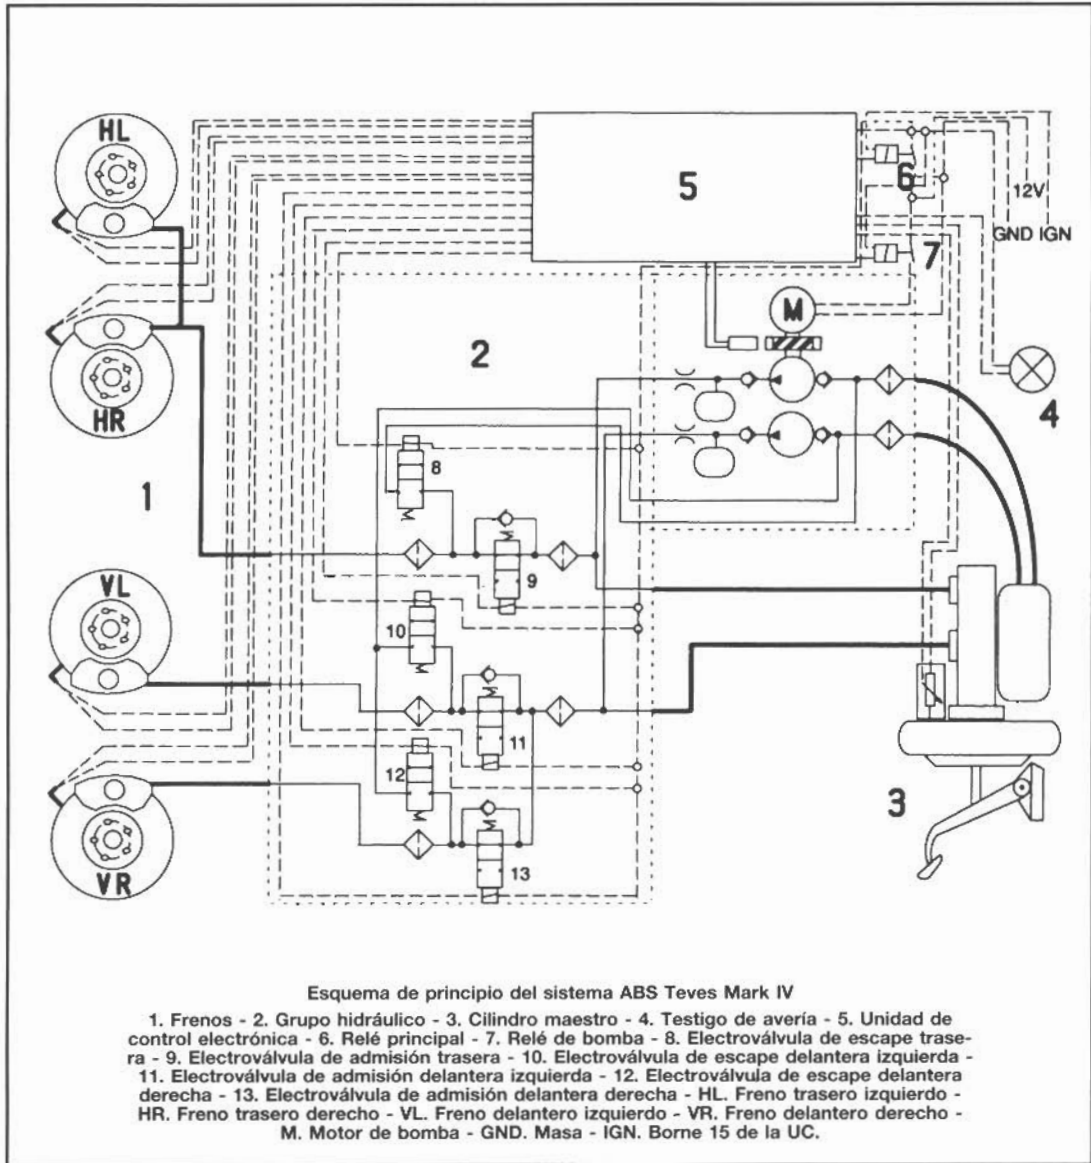 HL
5
6
12V
GND IGN
7
M
HR
2
4
8
1
9
VL
10
11
12
3
13
VR
Esquema de principio del sistema ABS Teves Mark IV
1. Frenos - 2. Grupo hidráulico - 3. Cilindro maestro - 4. Testigo de avería - 5. Unidad de
control electrónica - 6. Relé principal - 7. Relé de bomba - 8. Electroválvula de escape trase-
ra - 9. Electroválvula de admisión trasera - 10. Electroválvula de escape delantera izquierda -
11. Electroválvula de admisión delantera izquierda - 12. Electroválvula de escape delantera
derecha - 13. Electroválvula de admisión delantera derecha - HL. Freno trasero izquierdo -
HR. Freno trasero derecho - VL. Freno delantero izquierdo - VR. Freno delantero derecho -
M. Motor de bomba - GND. Masa - IGN. Borne 15 de la UC.